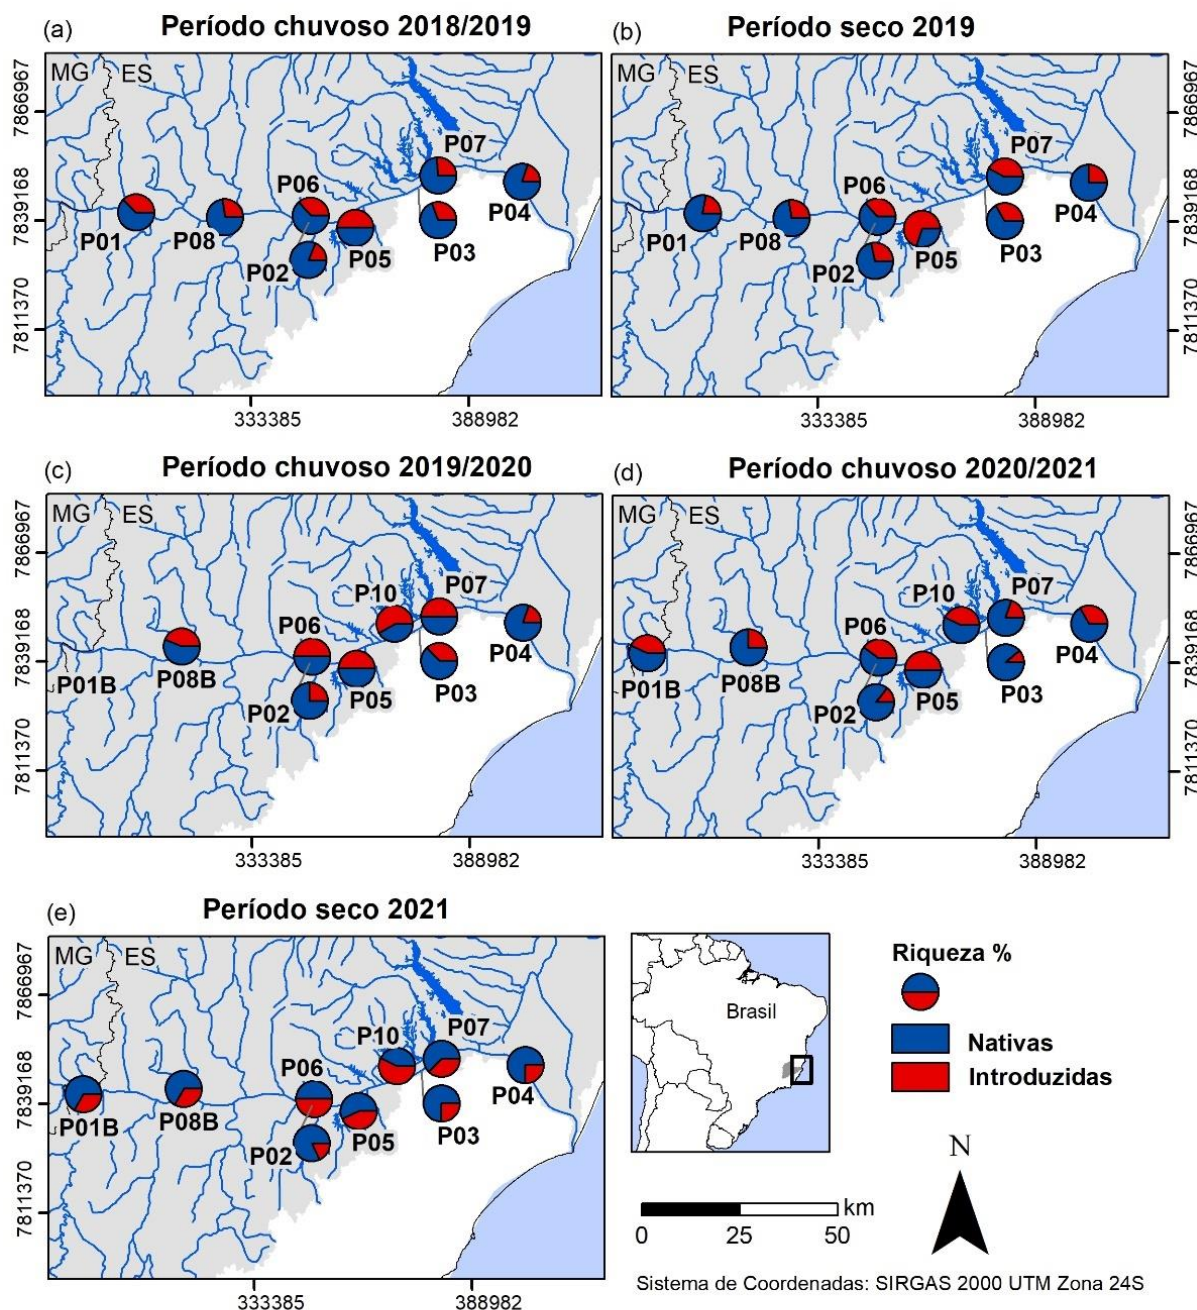 (a) Período chuvoso 2018/2019
MG ES
7866967
7839168
7811370
P01
P08
P06
P02
P05
P07
P03
P04
333385
388982
(b) Período seco 2019
MG ES
7866967
7839168
7811370
P01
P08
P06
P02
P05
P07
P03
P04
333385
388982
(c) Período chuvoso 2019/2020
MG ES
7866967
7839168
7811370
P01B
P08B
P06
P02
P05
P10
P07
P03
P04
333385
388982
(d) Período chuvoso 2020/2021
MG ES
7866967
7839168
7811370
P01B
P08B
P06
P02
P05
P10
P07
P03
P04
333385
388982
(e) Período seco 2021
MG ES
7866967
7839168
7811370
P01B
P08B
P06
P02
P05
P10
P07
P03
P04
333385
388982
Brasil
Riqueza %
Nativas
Introduzidas
N
km
0 25 50
Sistema de Coordenadas: SIRGAS 2000 UTM Zona 24S